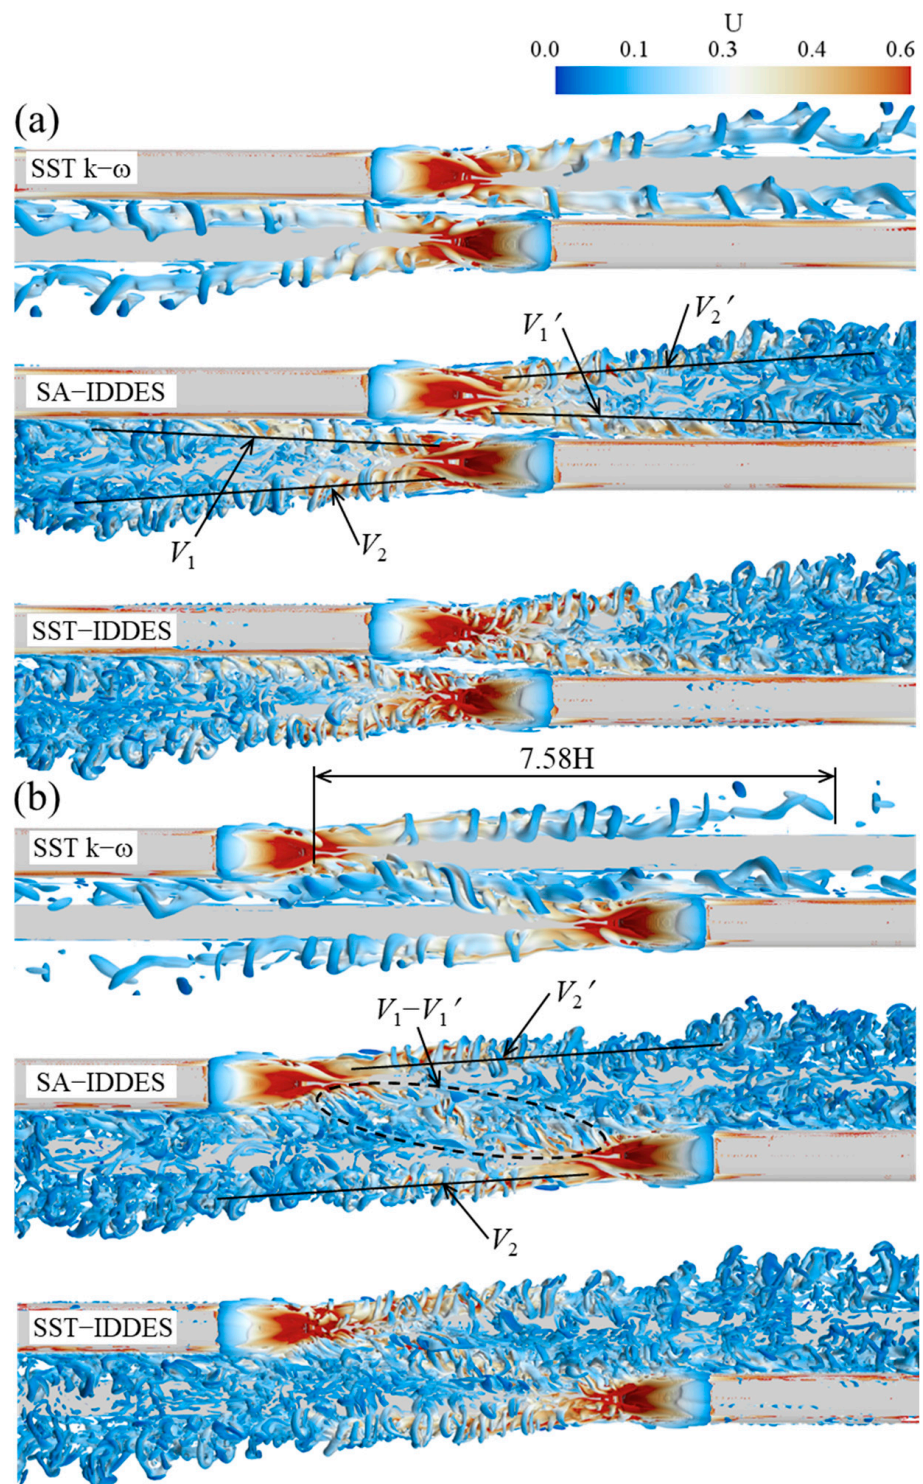 U
0.0 0.1 0.3 0.4 0.6
(a)
SST k−ω
V₁′
V₂′
SA−IDDES
V₁
V₂
SST−IDDES
7.58H
(b)
SST k−ω
V₁−V₁′
V₂′
SA−IDDES
V₂
SST−IDDES